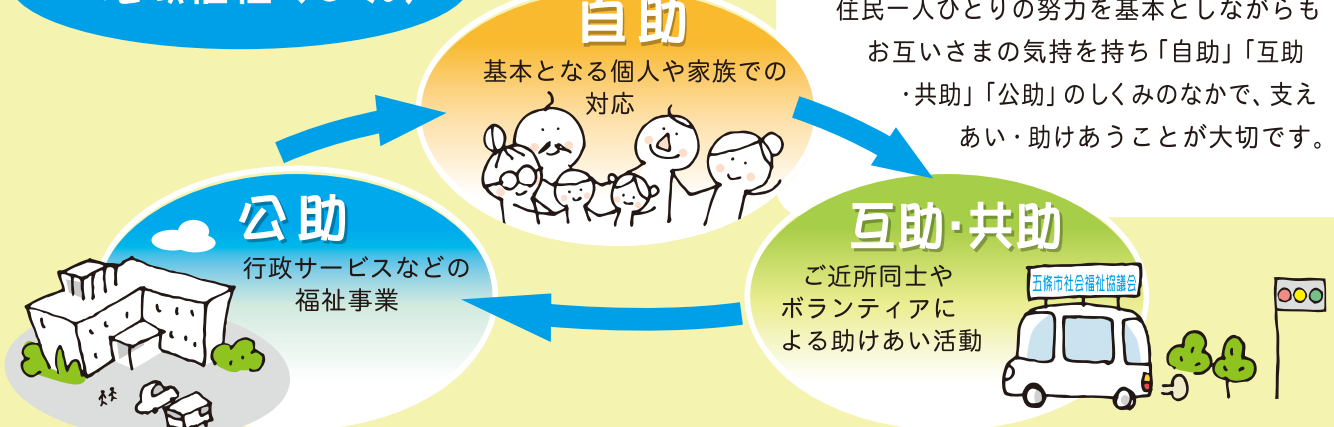 住民一人ひとりの努力を基本としながらも
お互いさまの気持を持ち「自助」「互助
・共助」「公助」のしくみのなかで、支え
あい・助けあうことが大切です。
自助
基本となる個人や家族での
対応
互助・共助
ご近所同士や
ボランティアに
よる助けあい活動
五條市社会福祉協議会
公助
行政サービスなどの
福祉事業